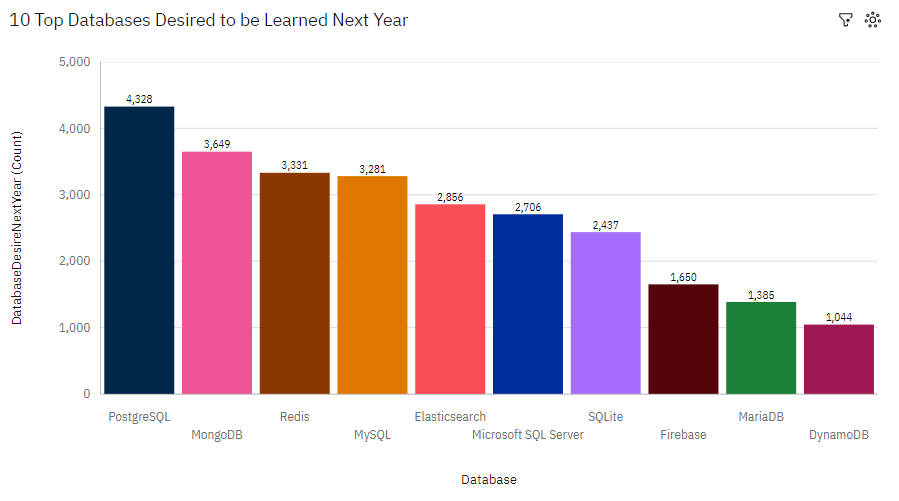 10 Top Databases Desired to be Learned Next Year
DatabaseDesireNextYear (Count)
5,000
4,000
3,000
2,000
1,000
0
4,328
3,649
3,331
3,281
2,856
2,706
2,437
1,650
1,385
1,044
PostgreSQL
MongoDB
Redis
MySQL
Elasticsearch
Microsoft SQL Server
SQLite
Firebase
MariaDB
DynamoDB
Database